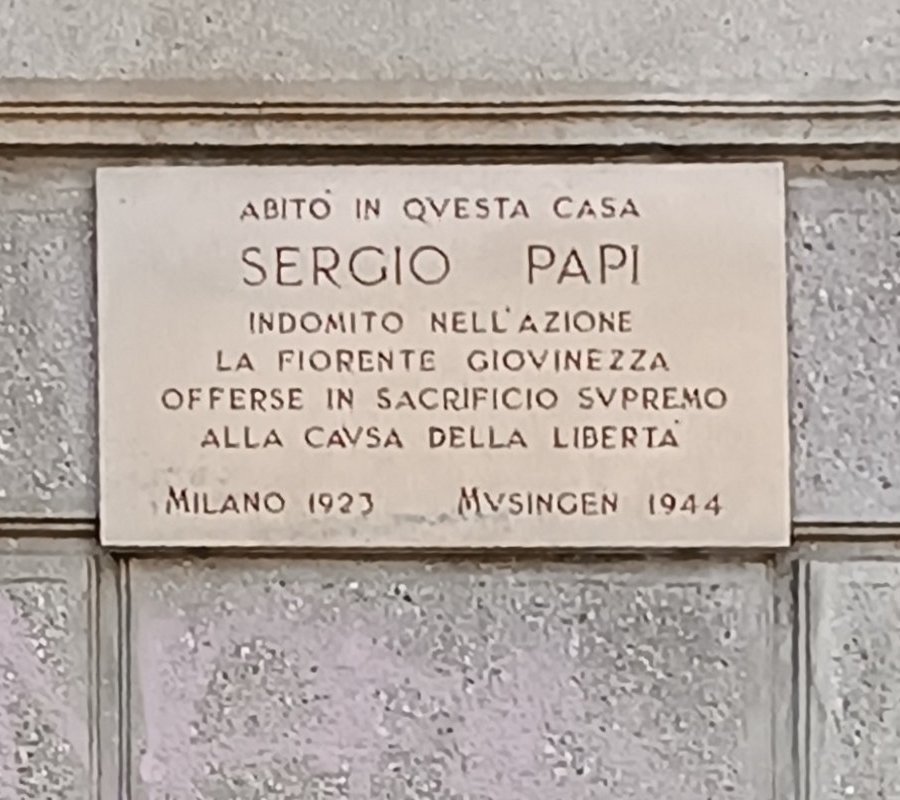 ABITÒ IN QVESTA CASA
SERGIO PAPI
INDOMITO NELL'AZIONE
LA FIORENTE GIOVINEZZA
OFFERSE IN SACRIFICIO SVPREMO
ALLA CAVSA DELLA LIBERTÀ
MILANO 1923 MVSINGEN 1944